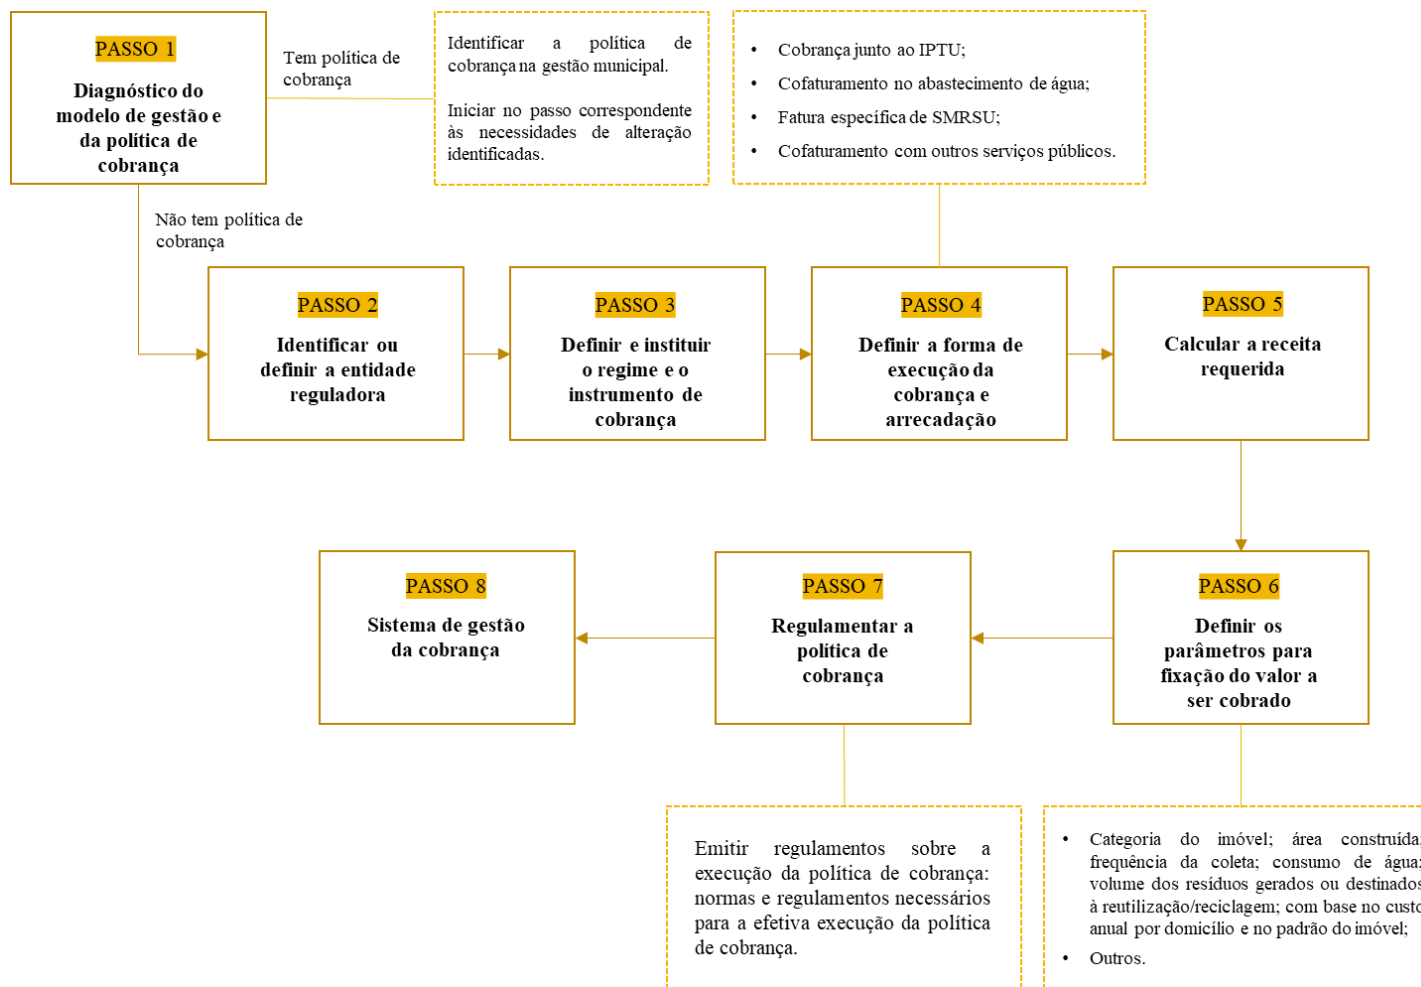 PASSO 1
Diagnóstico do
modelo de gestão e
da política de
cobrança
Tem política de
cobrança
Identificar a política de
cobrança na gestão municipal.
Iniciar no passo correspondente
às necessidades de alteração
identificadas.
• Cobrança junto ao IPTU;
• Cofaturamento no abastecimento de água;
• Fatura específica de SMRSU;
• Cofaturamento com outros serviços públicos.
Não tem política de
cobrança
PASSO 2
Identificar ou
definir a entidade
reguladora
PASSO 3
Definir e instituir
o regime e o
instrumento de
cobrança
PASSO 4
Definir a forma de
execução da
cobrança e
arrecadação
PASSO 5
Calcular a receita
requerida
PASSO 6
Definir os
parâmetros para
fixação do valor a
ser cobrado
PASSO 7
Regulamentar a
política de
cobrança
PASSO 8
Sistema de gestão
da cobrança
Emitir regulamentos sobre a
execução da política de cobrança:
normas e regulamentos necessários
para a efetiva execução da política
de cobrança.
• Categoria do imóvel; área construída;
frequência da coleta; consumo de água;
volume dos resíduos gerados ou destinados
à reutilização/reciclagem; com base no custo
anual por domicílio e no padrão do imóvel;
• Outros.